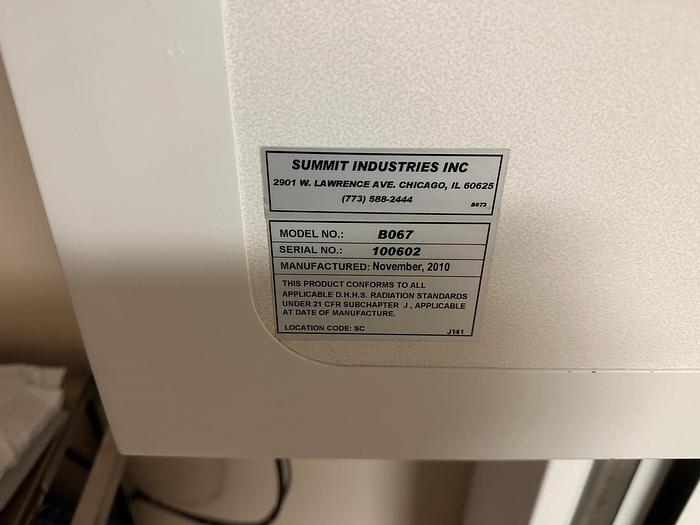 SUMMIT INDUSTRIES INC
2901 W. LAWRENCE AVE. CHICAGO, IL 60625
(773) 588-2444
B073
MODEL NO.: B067
SERIAL NO.: 100602
MANUFACTURED: November, 2010
THIS PRODUCT CONFORMS TO ALL
APPLICABLE D.H.H.S. RADIATION STANDARDS
UNDER 21 CFR SUBCHAPTER J , APPLICABLE
AT DATE OF MANUFACTURE.
LOCATION CODE: SC J141